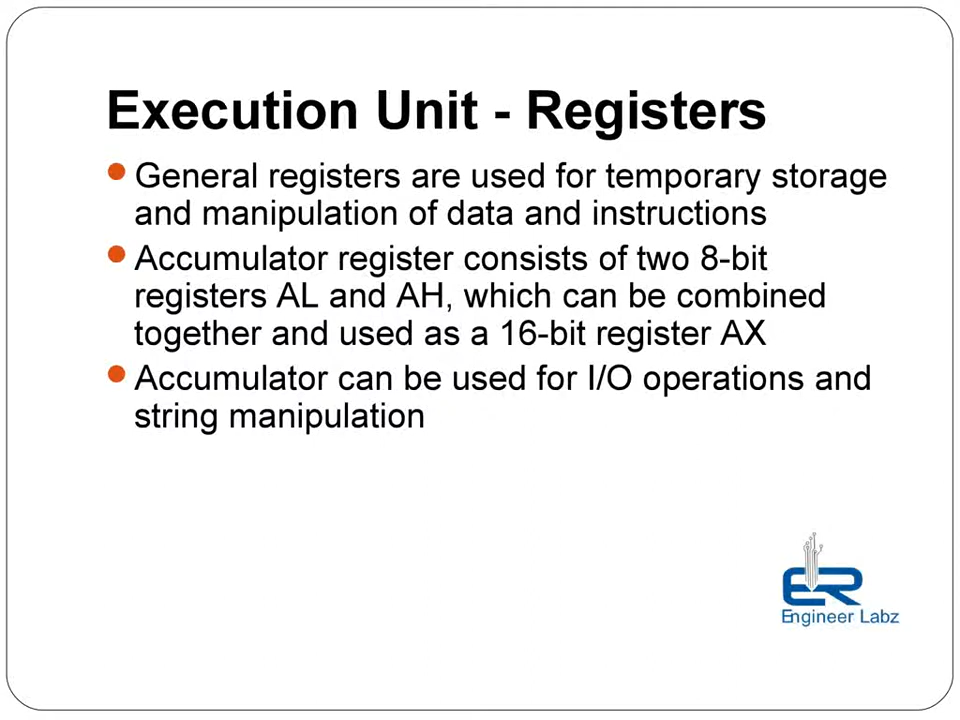 Execution Unit - Registers
General registers are used for temporary storage
and manipulation of data and instructions
Accumulator register consists of two 8-bit
registers AL and AH, which can be combined
together and used as a 16-bit register AX
Accumulator can be used for I/O operations and
string manipulation
ER
Engineer Labz